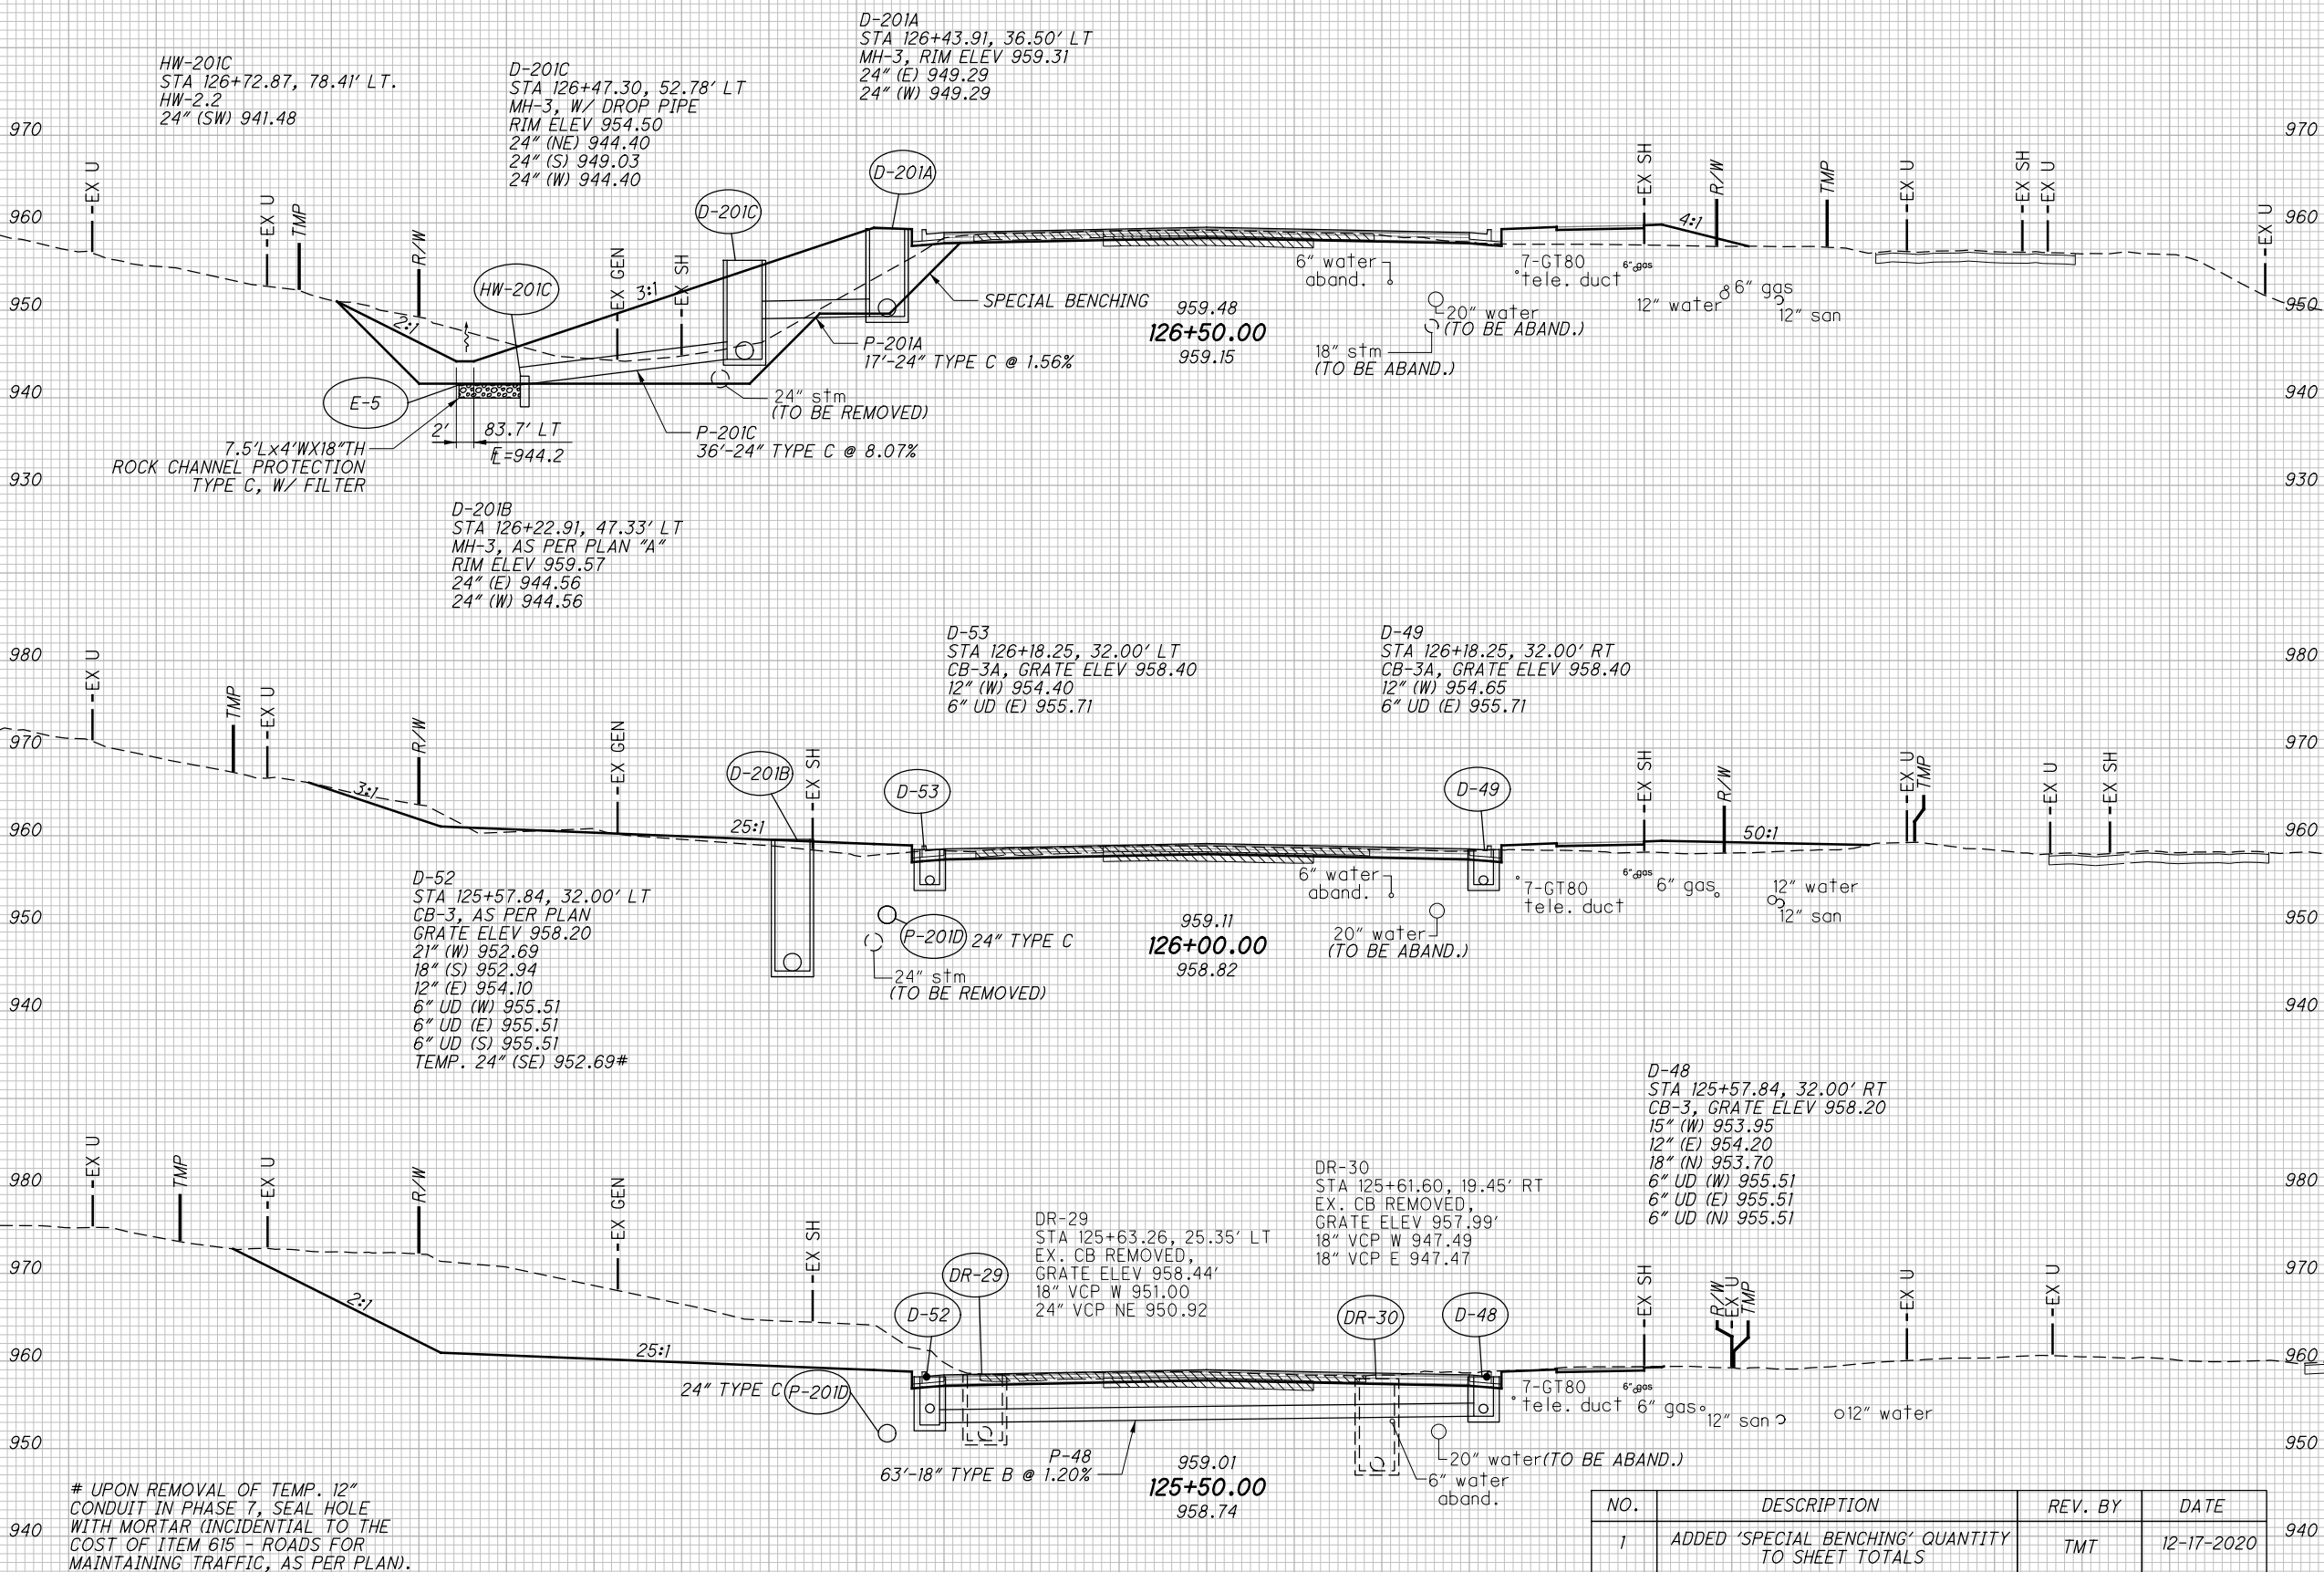 HW-201C
STA 126+72.87, 78.41' LT.
HW-2.2
24" (SW) 941.48
D-201C
STA 126+47.30, 52.78' LT
MH-3, W/ DROP PIPE
RIM ELEV 954.50
24" (NE) 944.40
24" (S) 949.03
24" (W) 944.40
D-201A
STA 126+43.91, 36.50' LT
MH-3, RIM ELEV 959.31
24" (E) 949.29
24" (W) 949.29
970
960
950
940
930
970
960
950
940
930
EX U
EX U
TMP
R/W
EX GEN
EX SH
HW-201C
D-201C
D-201A
2:1
3:1
EX SH
R/W
4:1
TMP
EX U
EX SH
EX U
EX U
SPECIAL BENCHING
P-201A
17'-24" TYPE C @ 1.56%
959.48
126+50.00
959.15
6" water
aband.
7-GT80
tele. duct
6" gas
12" water
6" gas
12" san
20" water
(TO BE ABAND.)
18" stm
(TO BE ABAND.)
E-5
24" stm
(TO BE REMOVED)
P-201C
36'-24" TYPE C @ 8.07%
2'
83.7' LT
FL=944.2
7.5'Lx4'WX18"TH
ROCK CHANNEL PROTECTION
TYPE C, W/ FILTER
D-201B
STA 126+22.91, 47.33' LT
MH-3, AS PER PLAN "A"
RIM ELEV 959.57
24" (E) 944.56
24" (W) 944.56
D-53
STA 126+18.25, 32.00' LT
CB-3A, GRATE ELEV 958.40
12" (W) 954.40
6" UD (E) 955.71
D-49
STA 126+18.25, 32.00' RT
CB-3A, GRATE ELEV 958.40
12" (W) 954.65
6" UD (E) 955.71
980
970
960
950
940
980
970
960
950
940
EX U
TMP
EX U
R/W
EX GEN
D-201B
EX SH
D-53
D-49
3:1
25:1
EX SH
R/W
50:1
EX U
TMP
EX U
EX SH
6" water
aband.
7-GT80
tele. duct
6" gas
6" gas
12" water
12" san
20" water
(TO BE ABAND.)
P-201D
24" TYPE C
24" stm
(TO BE REMOVED)
959.11
126+00.00
958.82
D-52
STA 125+57.84, 32.00' LT
CB-3, AS PER PLAN
GRATE ELEV 958.20
21" (W) 952.69
18" (S) 952.94
12" (E) 954.10
6" UD (W) 955.51
6" UD (E) 955.51
6" UD (S) 955.51
TEMP. 24" (SE) 952.69#
D-48
STA 125+57.84, 32.00' RT
CB-3, GRATE ELEV 958.20
15" (W) 953.95
12" (E) 954.20
18" (N) 953.70
6" UD (W) 955.51
6" UD (E) 955.51
6" UD (N) 955.51
DR-30
STA 125+61.60, 19.45' RT
EX. CB REMOVED,
GRATE ELEV 957.99'
18" VCP W 947.49
18" VCP E 947.47
DR-29
STA 125+63.26, 25.35' LT
EX. CB REMOVED,
GRATE ELEV 958.44'
18" VCP W 951.00
24" VCP NE 950.92
980
970
960
950
940
980
970
960
950
940
EX U
TMP
EX U
R/W
EX GEN
EX SH
2:1
25:1
D-52
DR-29
DR-30
D-48
EX SH
R/W
EX U
TMP
EX U
EX U
24" TYPE C
P-201D
7-GT80
tele. duct
6" gas
6" gas
12" san
12" water
P-48
63'-18" TYPE B @ 1.20%
959.01
125+50.00
958.74
20" water(TO BE ABAND.)
6" water
aband.
# UPON REMOVAL OF TEMP. 12"
CONDUIT IN PHASE 7, SEAL HOLE
WITH MORTAR (INCIDENTIAL TO THE
COST OF ITEM 615 - ROADS FOR
MAINTAINING TRAFFIC, AS PER PLAN).
NO. DESCRIPTION REV. BY DATE
1 ADDED 'SPECIAL BENCHING' QUANTITY
TO SHEET TOTALS TMT 12-17-2020